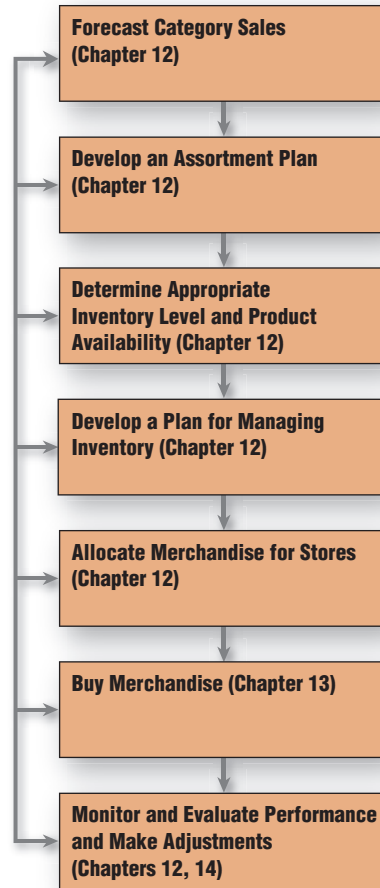 Forecast Category Sales
(Chapter 12)
Develop an Assortment Plan
(Chapter 12)
Determine Appropriate
Inventory Level and Product
Availability (Chapter 12)
Develop a Plan for Managing
Inventory (Chapter 12)
Allocate Merchandise for Stores
(Chapter 12)
Buy Merchandise (Chapter 13)
Monitor and Evaluate Performance
and Make Adjustments
(Chapters 12, 14)